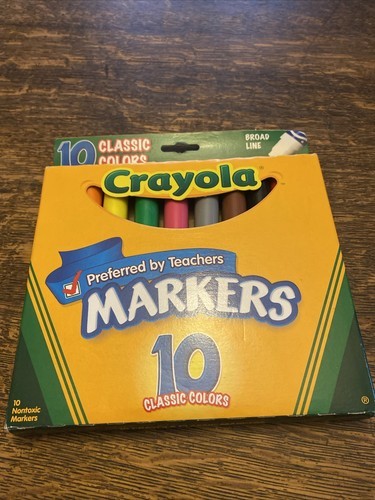 10 CLASSIC
COLORS
BROAD
LINE
Crayola
Preferred by Teachers
MARKERS
10
CLASSIC COLORS
10
Nontoxic
Markers
®